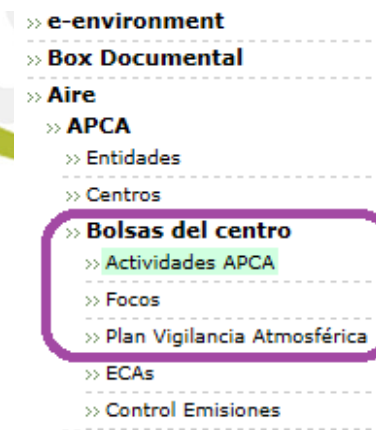 >> e-environment
>> Box Documental
>> Aire
>> APCA
>> Entidades
>> Centros
>> Bolsas del centro
>> Actividades APCA
>> Focos
>> Plan Vigilancia Atmosférica
>> ECAs
>> Control Emisiones